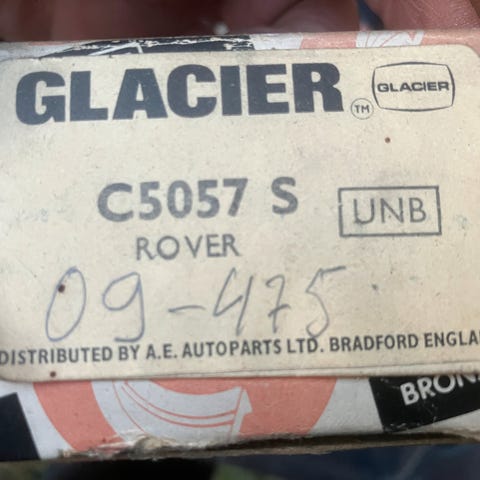 GLACIER
TM
GLACIER
C5057 S
UNB
ROVER
09-475
DISTRIBUTED BY A.E. AUTOPARTS LTD. BRADFORD ENGLA
BRON